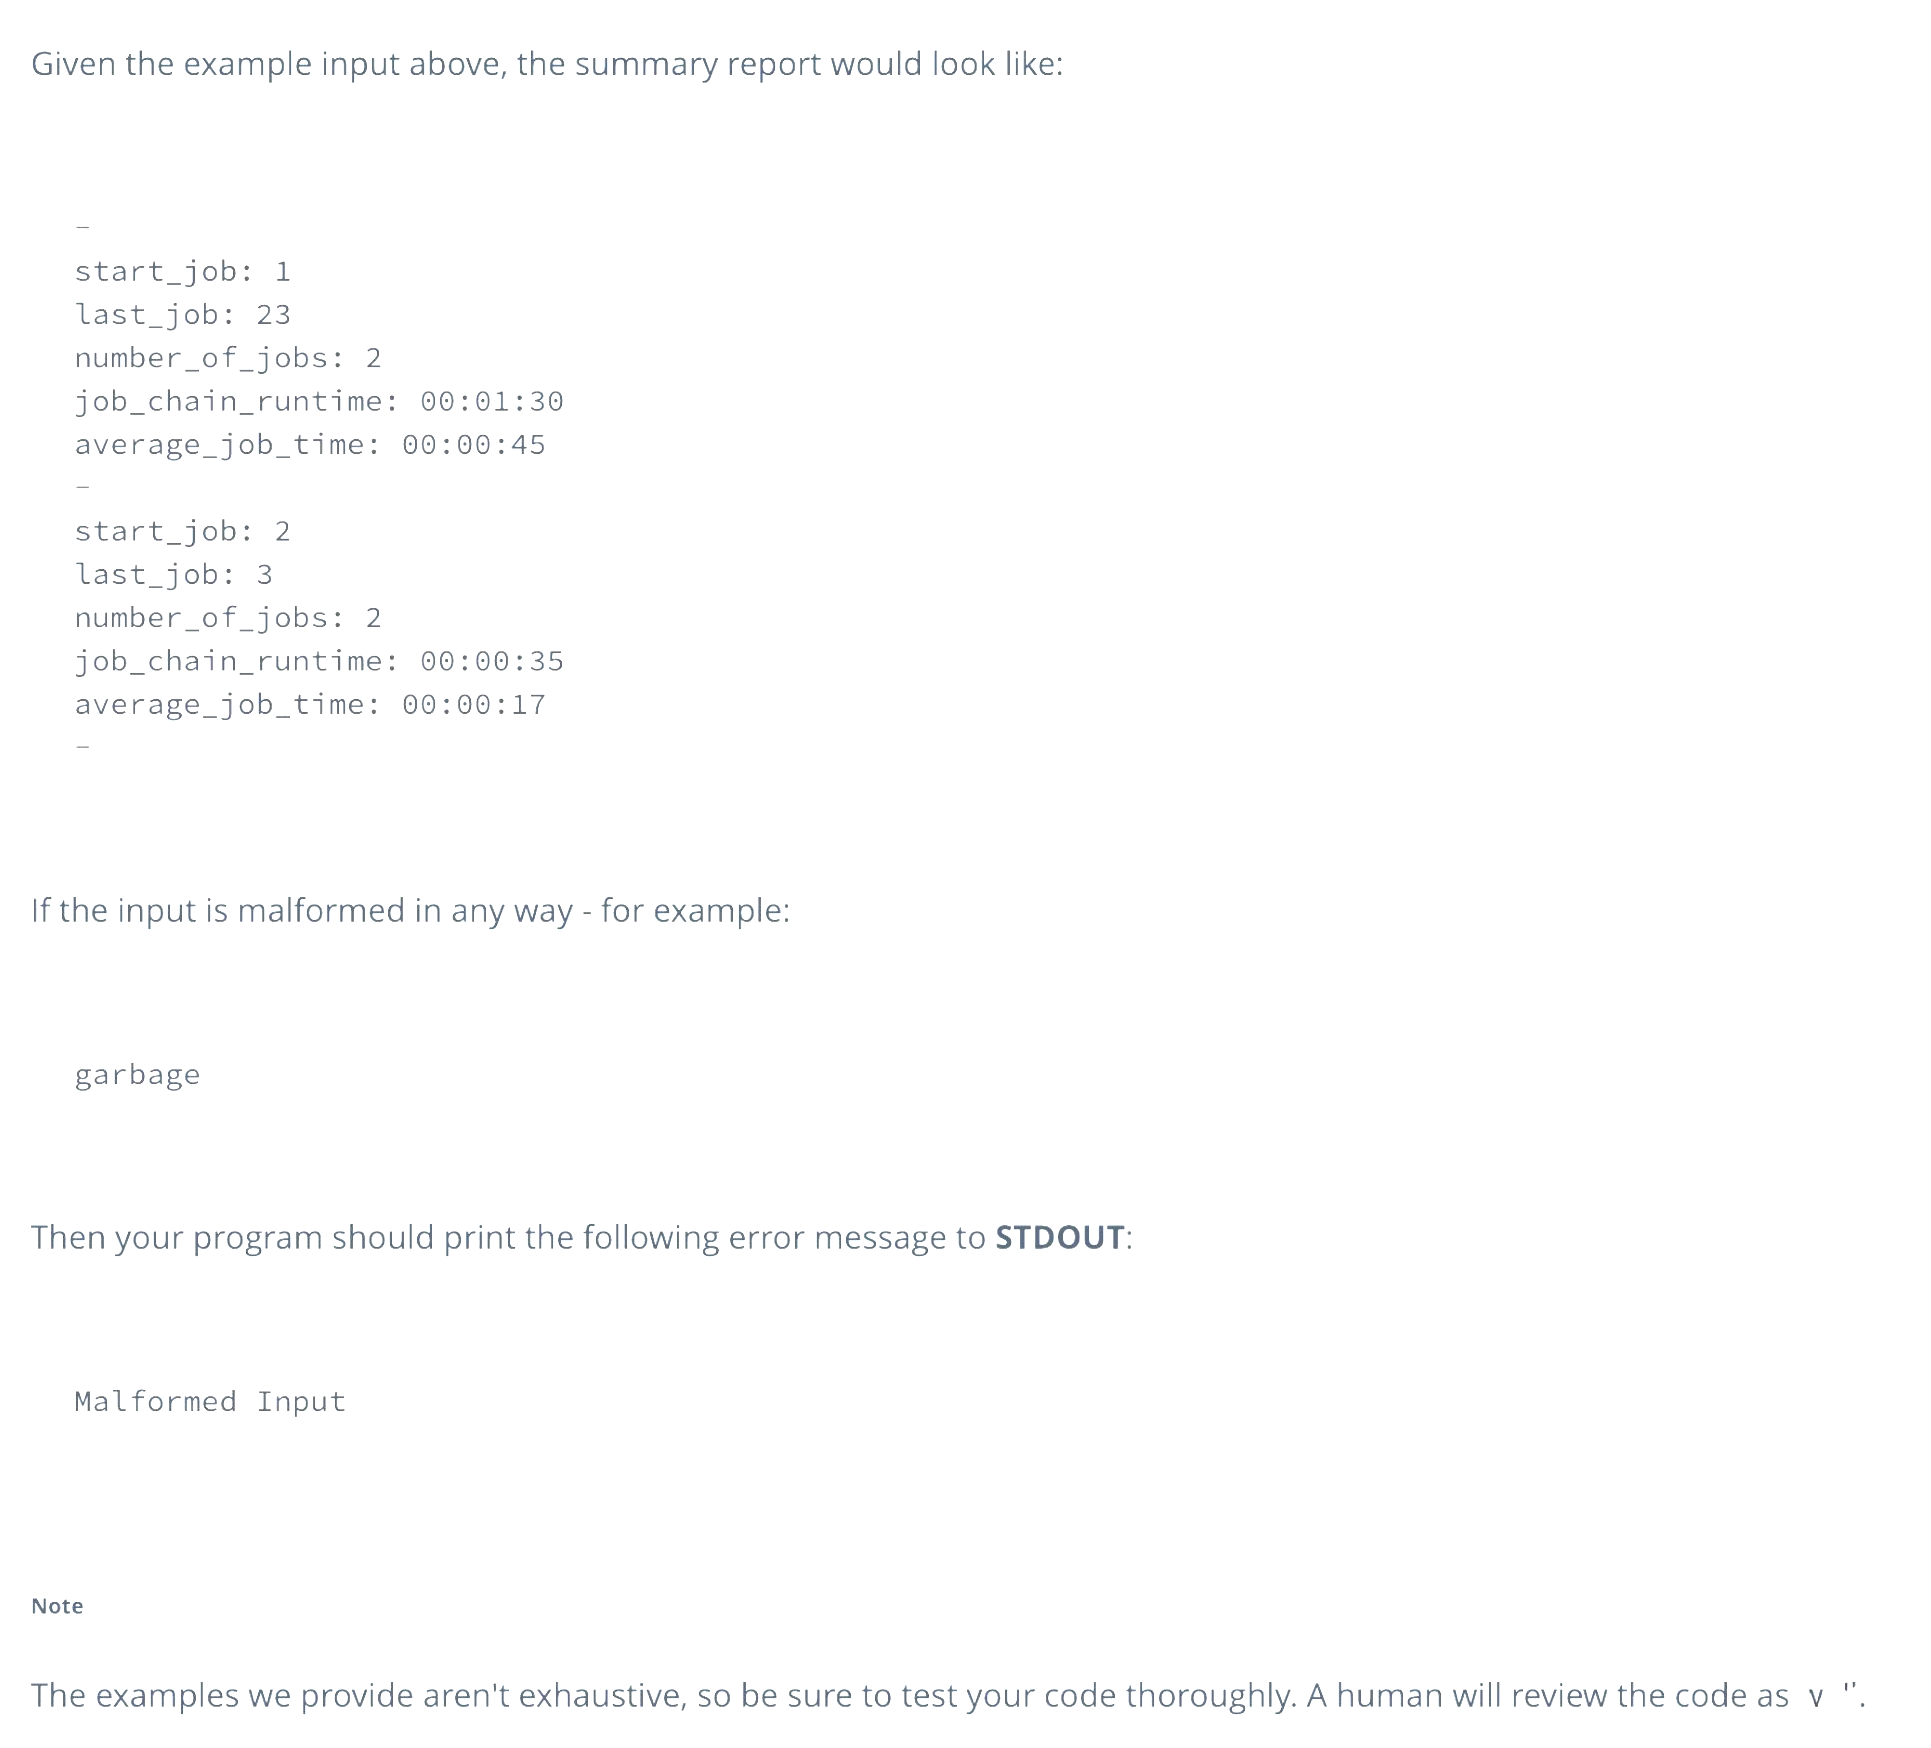 Given the example input above, the summary report would look like:
–
start_job: 1
last_job: 23
number_of_jobs: 2
job_chain_runtime: 00:01:30
average_job_time: 00:00:45
–
start_job: 2
last_job: 3
number_of_jobs: 2
job_chain_runtime: 00:00:35
average_job_time: 00:00:17
–
If the input is malformed in any way - for example:
garbage
Then your program should print the following error message to STDOUT:
Malformed Input
Note
The examples we provide aren't exhaustive, so be sure to test your code thoroughly. A human will review the code as